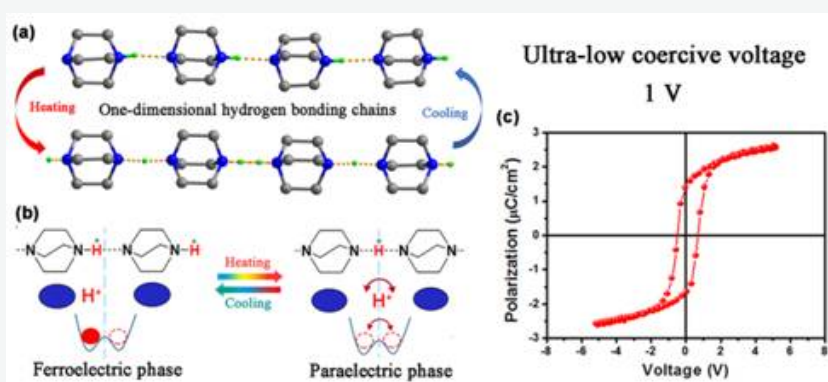 (a)
Heating
One-dimensional hydrogen bonding chains
Cooling
(b)
N H N H
Heating
Cooling
N H N
H+
H+
Ferroelectric phase
Paraelectric phase
Ultra-low coercive voltage
1 V
(c)
Polarization (μC/cm²)
3
2
1
0
-1
-2
-3
-8 -6 -4 -2 0 2 4 6 8
Voltage (V)